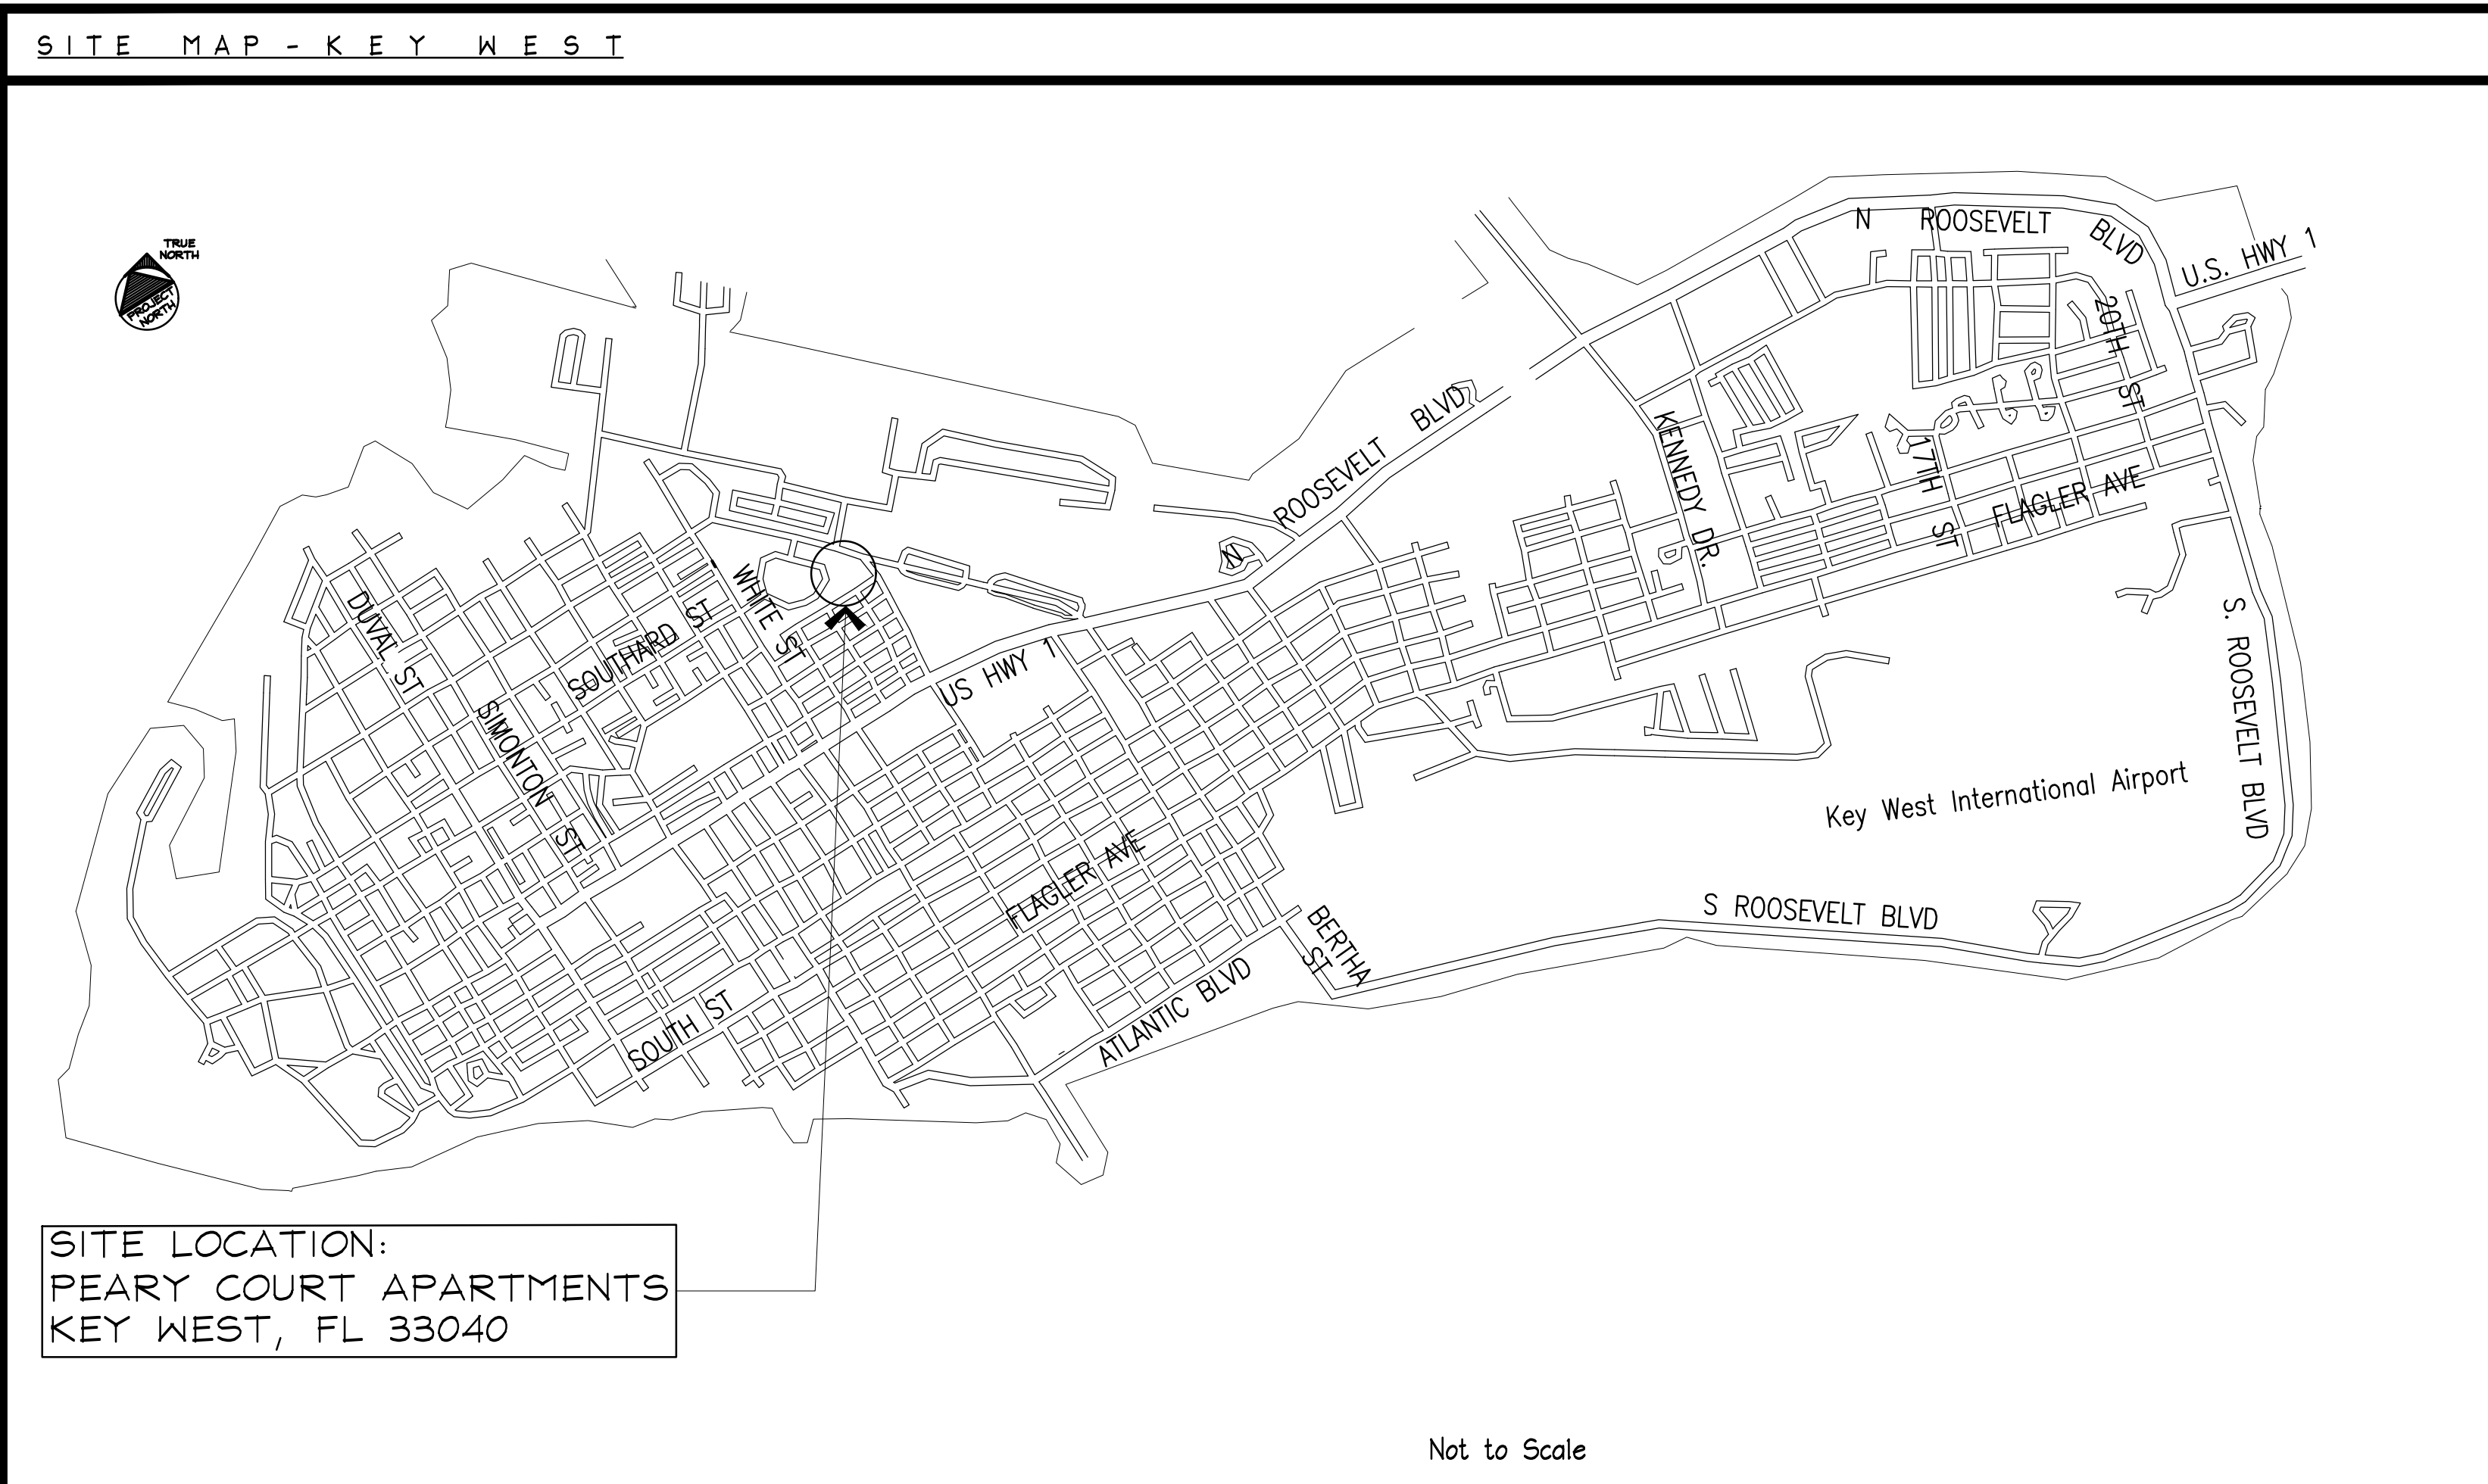 SITE MAP-KEY WEST
TRUE
NORTH
PROJECT
NORTH
N ROOSEVELT BLVD
U.S. HWY 1
20TH ST
N ROOSEVELT BLVD
KENNEDY DR.
17TH ST
FLAGLER AVE
WHITE ST
DUVAL ST
SOUTHARD ST
S. ROOSEVELT BLVD
US HWY 1
SIMONTON ST
Key West International Airport
FLAGLER AVE
S ROOSEVELT BLVD
BERTHA ST
ATLANTIC BLVD
SOUTH ST
SITE LOCATION:
PEARY COURT APARTMENTS
KEY WEST, FL 33040
Not to Scale